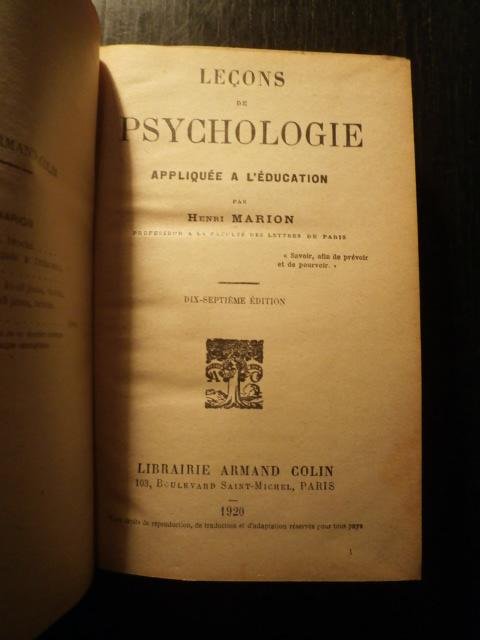 LEÇONS
DE
PSYCHOLOGIE
APPLIQUÉE A L'ÉDUCATION
PAR
HENRI MARION
PROFESSEUR A LA FACULTÉ DES LETTRES DE PARIS
« Savoir, afin de prévoir
et de pourvoir. »
DIX-SEPTIÈME ÉDITION
LIBRAIRIE ARMAND COLIN
103, BOULEVARD SAINT-MICHEL, PARIS
1920
droits de reproduction, de traduction et d'adaptation réservés pour tous pays
1